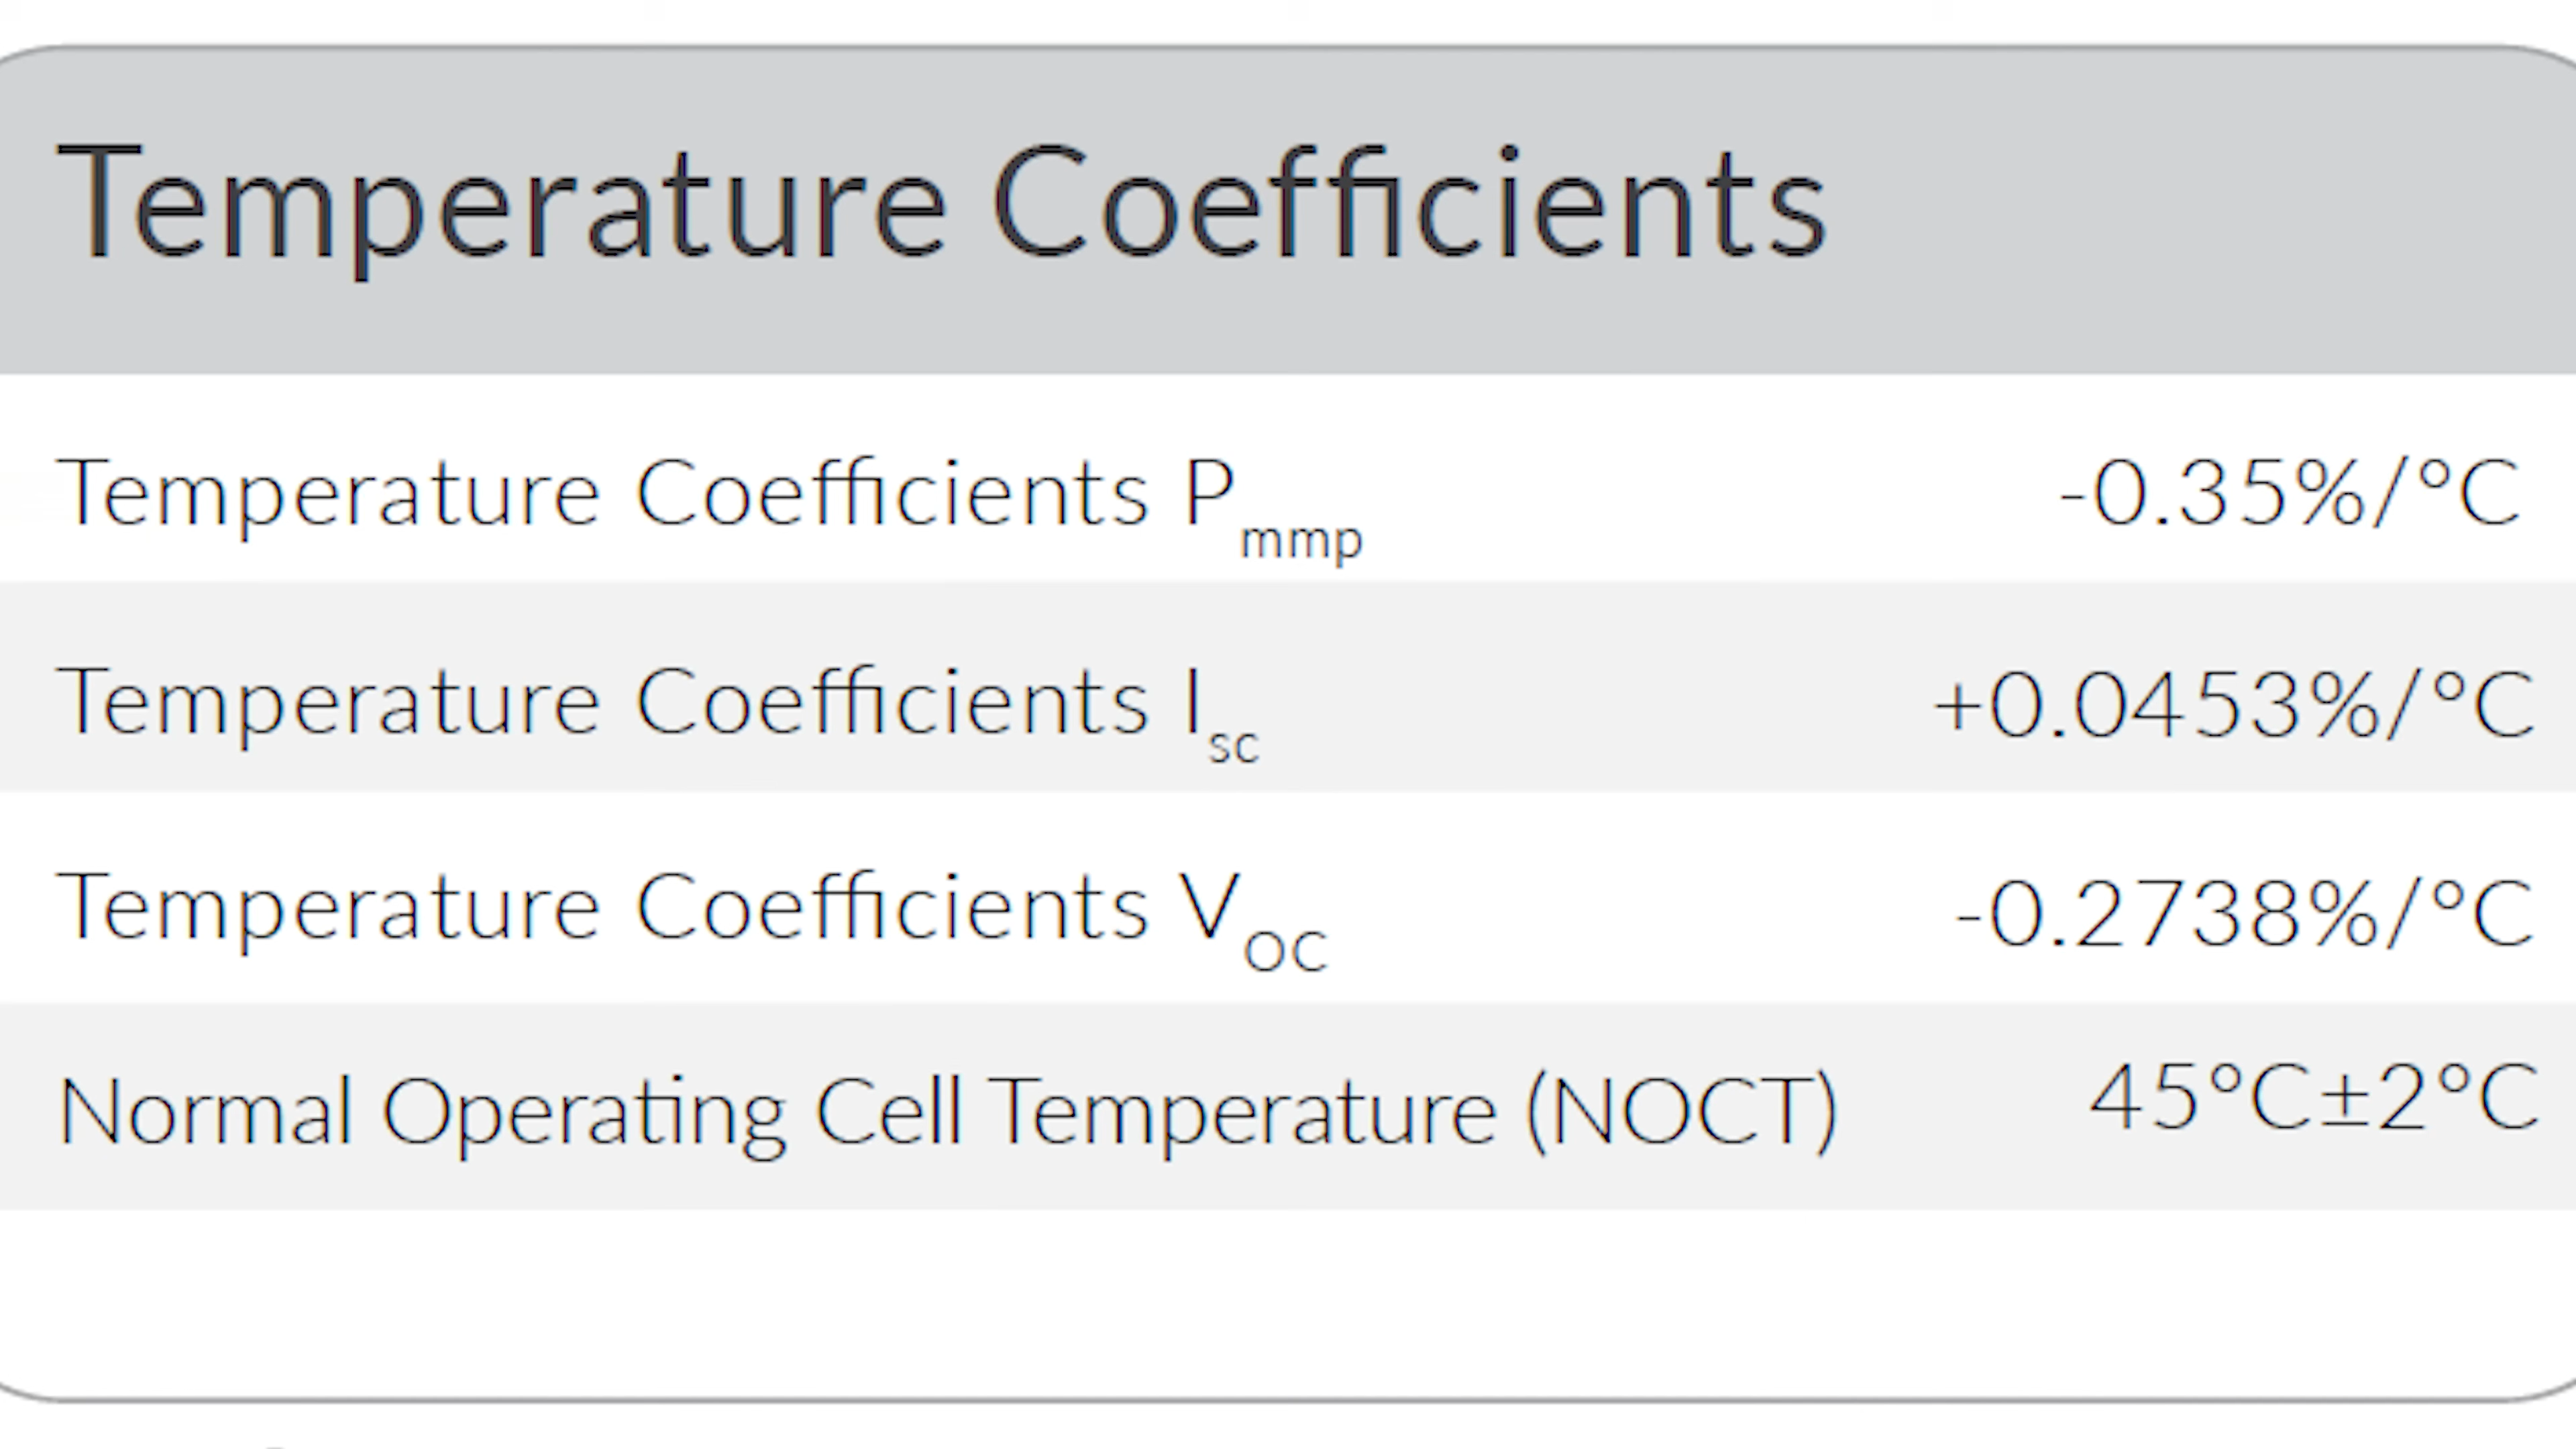 Temperature Coefficients
Temperature Coefficients Pmmp -0.35%/°C
Temperature Coefficients Isc +0.0453%/°C
Temperature Coefficients VOC -0.2738%/°C
Normal Operating Cell Temperature (NOCT) 45°C±2°C